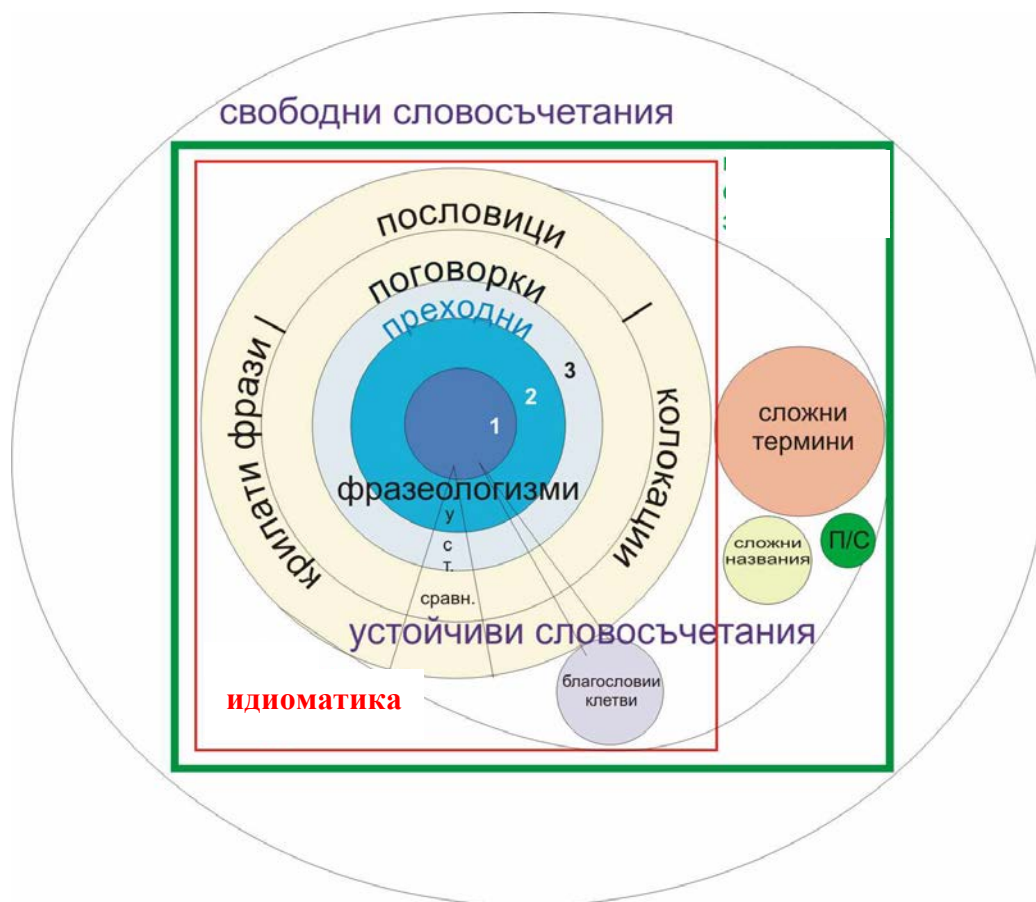 свободни словосъчетания
пословици
поговорки
преходни
3
2
1
крилати фрази
колокации
сложни
термини
фразеологизми
у
с
т.
сравн.
П/С
сложни
названия
устойчиви словосъчетания
благословии
клетви
идиоматика